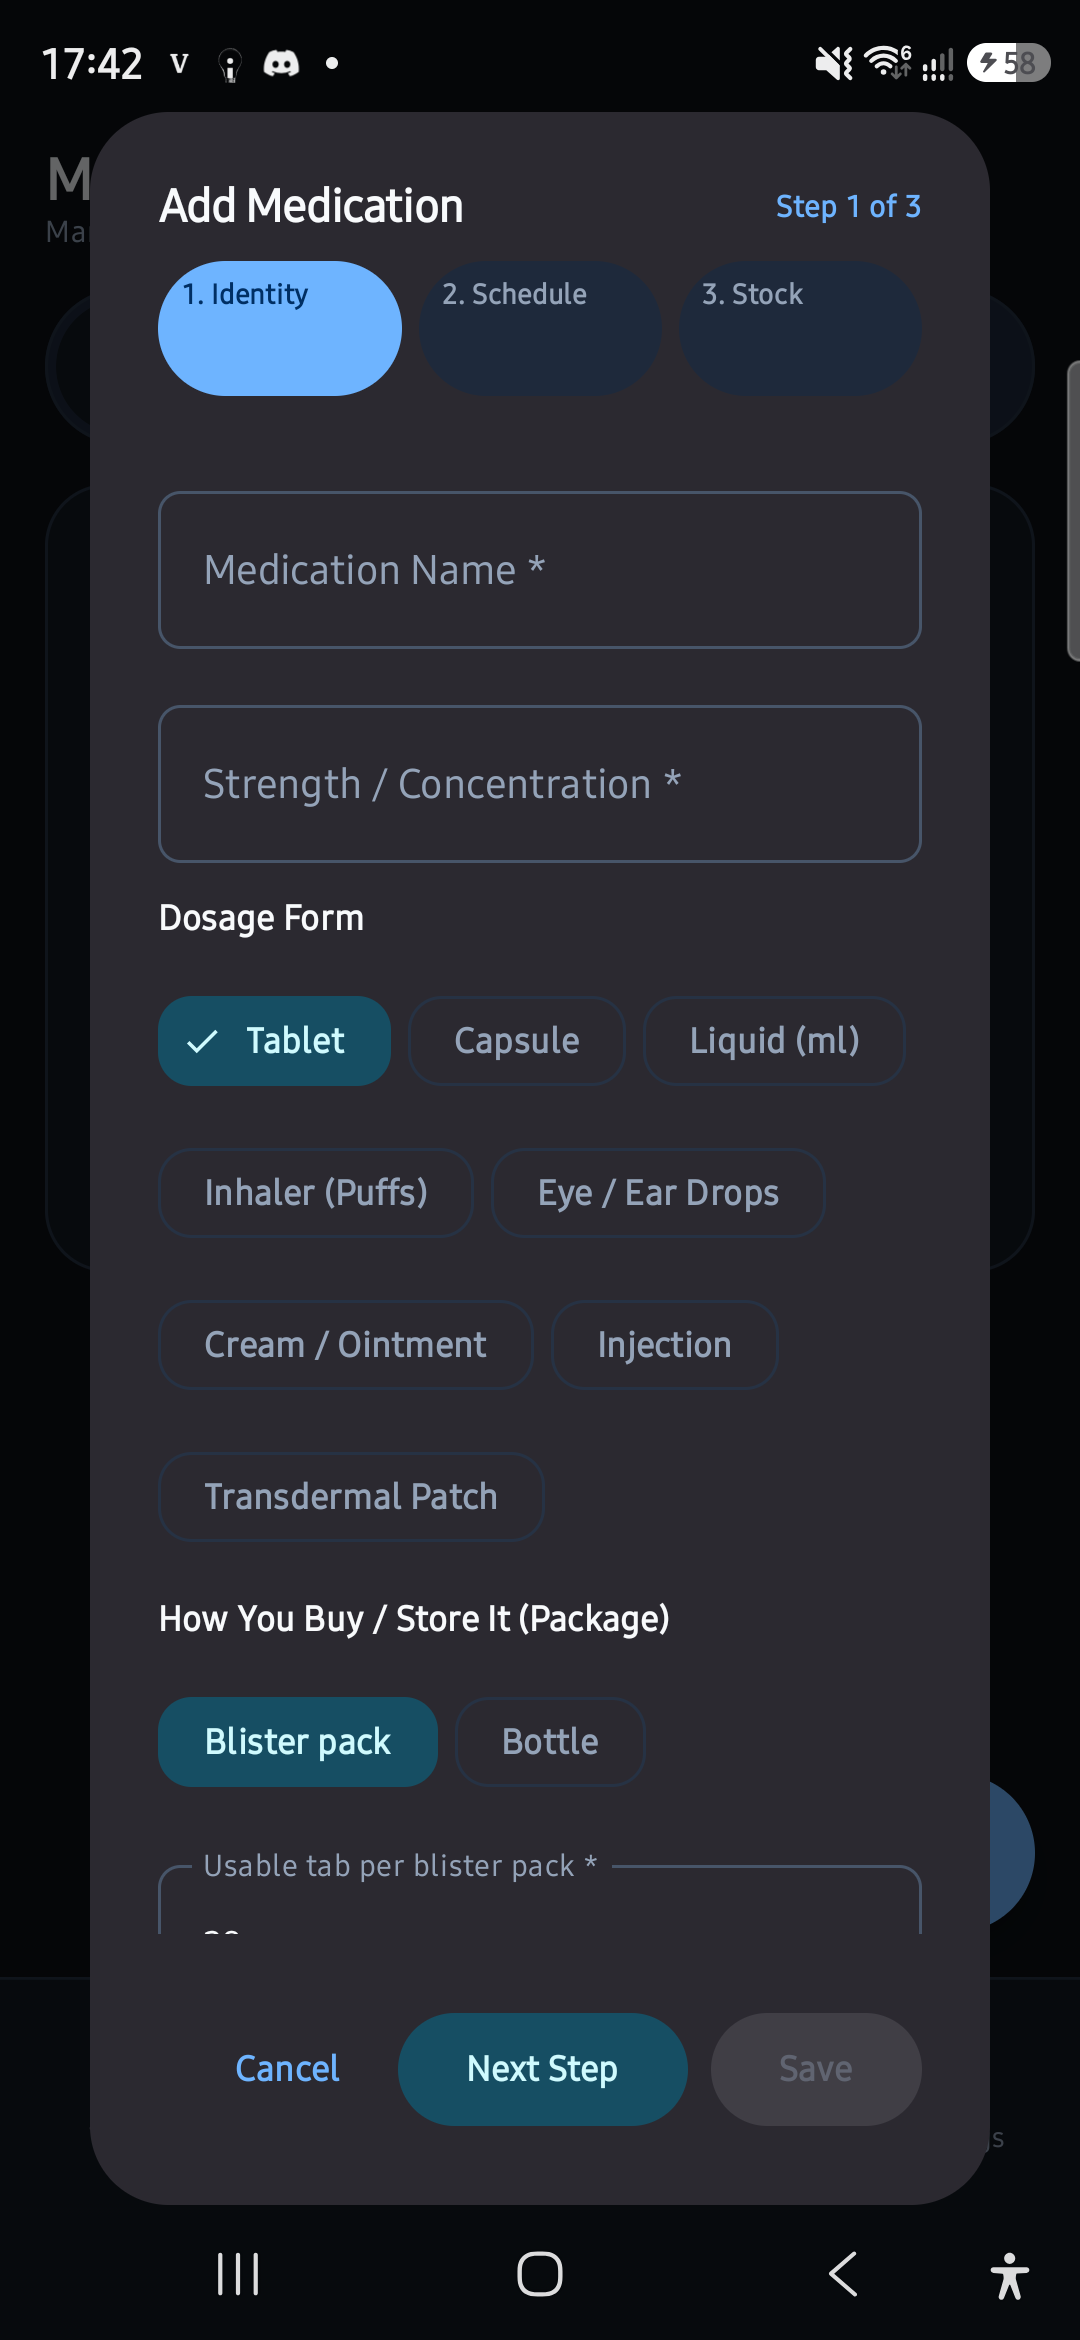 17:42 V
6
58
M
Ma
Add Medication
Step 1 of 3
1. Identity
2. Schedule
3. Stock
Medication Name *
Strength / Concentration *
Dosage Form
Tablet
Capsule
Liquid (ml)
Inhaler (Puffs)
Eye / Ear Drops
Cream / Ointment
Injection
Transdermal Patch
How You Buy / Store It (Package)
Blister pack
Bottle
Usable tab per blister pack *
Cancel
Next Step
Save